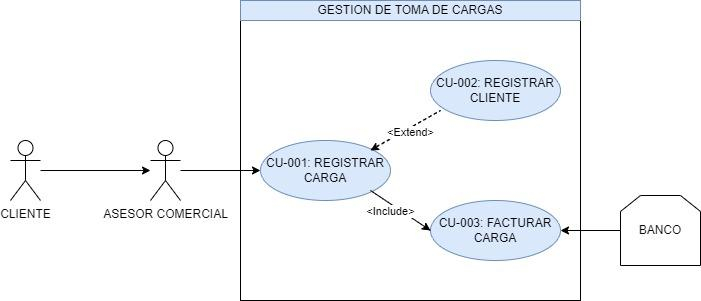 GESTION DE TOMA DE CARGAS
CU-002: REGISTRAR
CLIENTE
<Extend>
CU-001: REGISTRAR
CARGA
CLIENTE
ASESOR COMERCIAL
<Include>
CU-003: FACTURAR
CARGA
BANCO